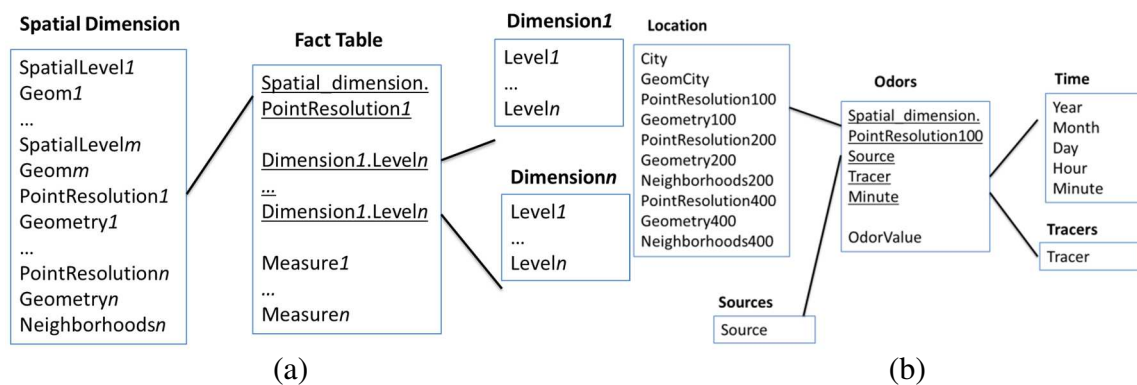 Spatial Dimension
SpatialLevel1
Geom1
...
SpatialLevelm
Geomm
PointResolution1
Geometry1
...
PointResolutionn
Geometryn
Neighborhoodsn
Fact Table
Spatial_dimension.
PointResolution1
Dimension1.Leveln
...
Dimension1.Leveln
Measure1
...
Measuren
Dimension1
Level1
...
Leveln
Dimensionn
Level1
...
Leveln
(a)
Location
City
GeomCity
PointResolution100
Geometry100
PointResolution200
Geometry200
Neighborhoods200
PointResolution400
Geometry400
Neighborhoods400
Odors
Spatial_dimension.
PointResolution100
Source
Tracer
Minute
OdorValue
Time
Year
Month
Day
Hour
Minute
Tracers
Tracer
Sources
Source
(b)